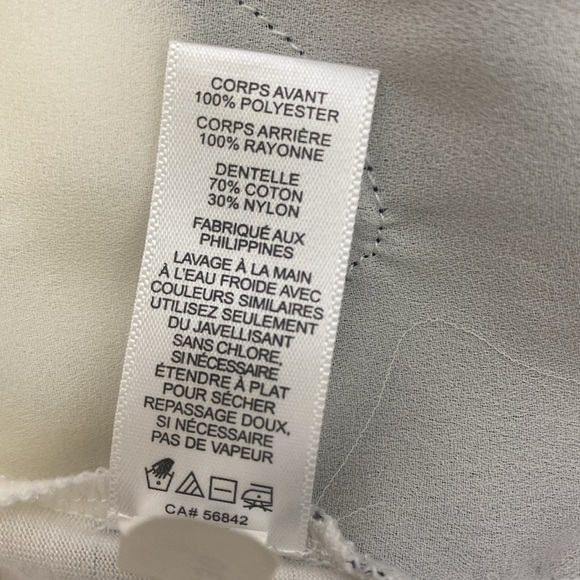 CORPS AVANT
100% POLYESTER
CORPS ARRIÈRE
100% RAYONNE
DENTELLE
70% COTON
30% NYLON
FABRIQUÉ AUX
PHILIPPINES
LAVAGE À LA MAIN
À L'EAU FROIDE AVEC
COULEURS SIMILAIRES
UTILISEZ SEULEMENT
DU JAVELLISANT
SANS CHLORE,
SI NÉCESSAIRE
ÉTENDRE À PLAT
POUR SÉCHER
REPASSAGE DOUX,
SI NÉCESSAIRE
PAS DE VAPEUR
CA# 56842